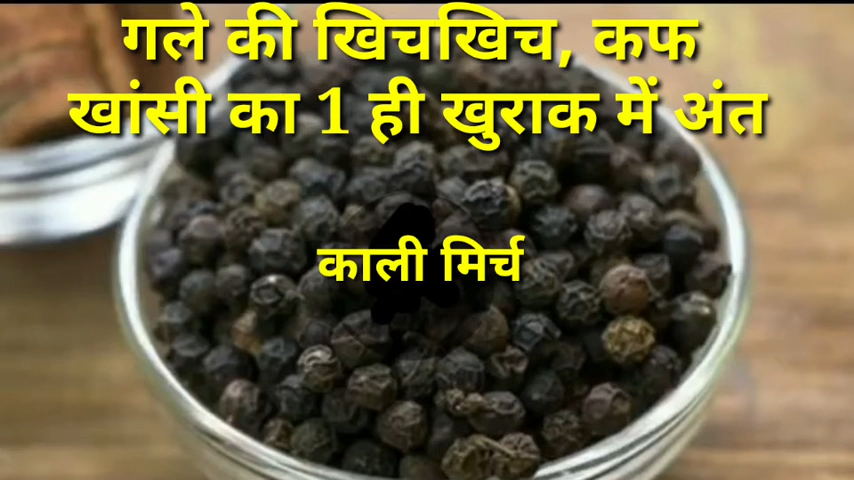 गले की खिचखिच, कफ
खांसी का 1 ही खुराक में अंत
काली मिर्च